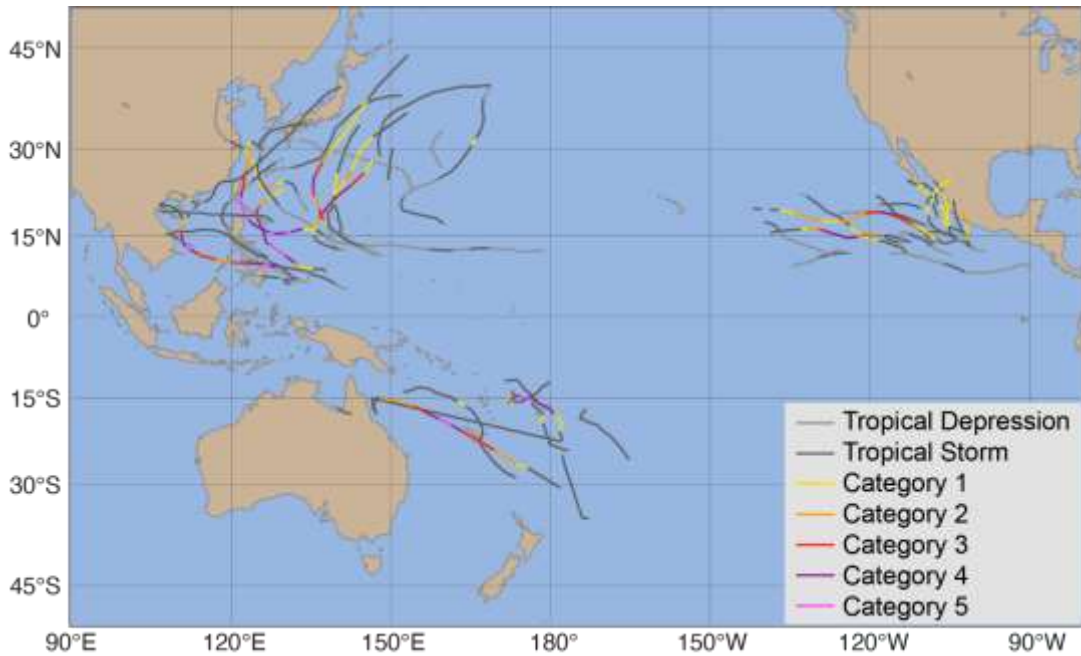 45°N
30°N
15°N
0°
15°S
30°S
45°S
90°E 120°E 150°E 180° 150°W 120°W 90°W
Tropical Depression
Tropical Storm
Category 1
Category 2
Category 3
Category 4
Category 5